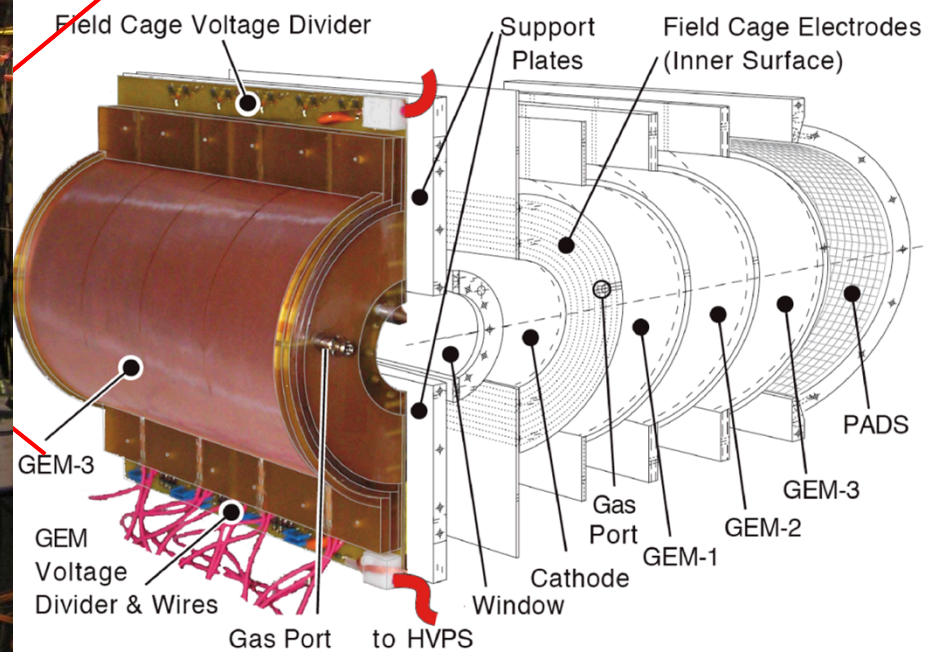 Field Cage Voltage Divider
Support
Plates
Field Cage Electrodes
(Inner Surface)
GEM-3
GEM
Voltage
Divider & Wires
Gas Port
to HVPS
Window
Cathode
Gas
Port
GEM-1
GEM-2
GEM-3
PADS